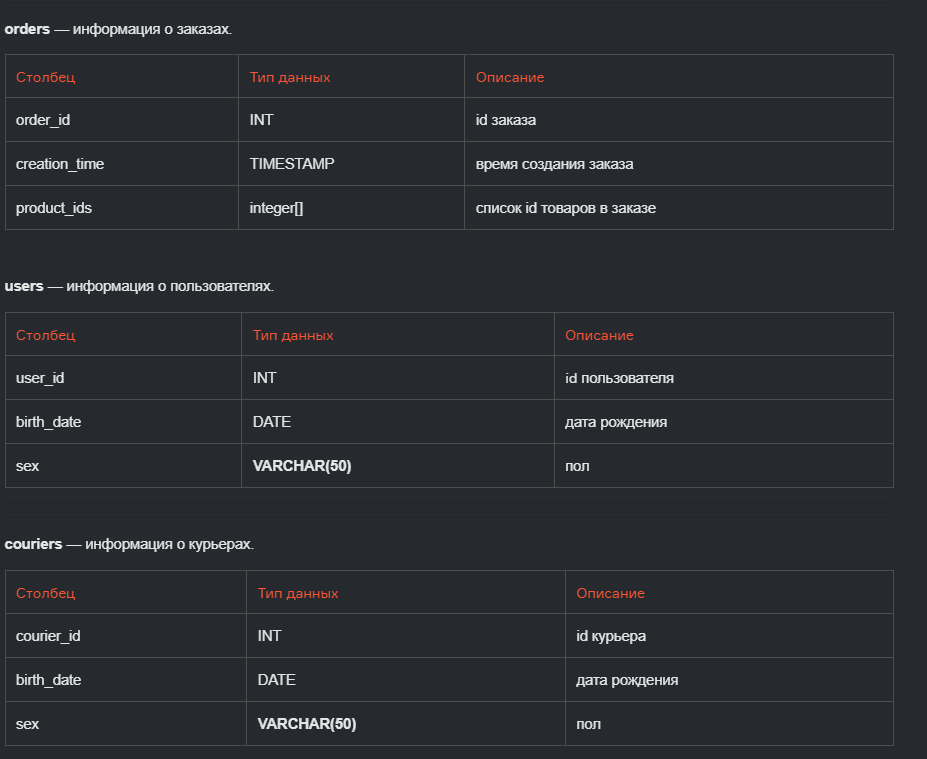 orders — информация о заказах.
Столбец Тип данных Описание
order_id INT id заказа
creation_time TIMESTAMP время создания заказа
product_ids integer[] список id товаров в заказе
users — информация о пользователях.
Столбец Тип данных Описание
user_id INT id пользователя
birth_date DATE дата рождения
sex VARCHAR(50) пол
couriers — информация о курьерах.
Столбец Тип данных Описание
courier_id INT id курьера
birth_date DATE дата рождения
sex VARCHAR(50) пол